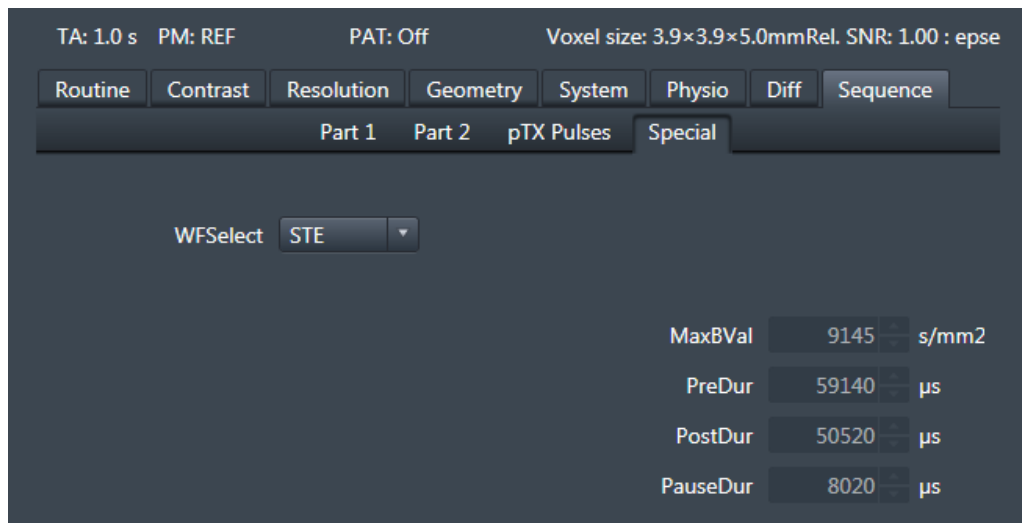 TA: 1.0 s PM: REF PAT: Off Voxel size: 3.9×3.9×5.0mmRel. SNR: 1.00 : epse
Routine Contrast Resolution Geometry System Physio Diff Sequence
Part 1 Part 2 pTX Pulses Special
WFSelect STE
MaxBVal 9145 s/mm2
PreDur 59140 µs
PostDur 50520 µs
PauseDur 8020 µs